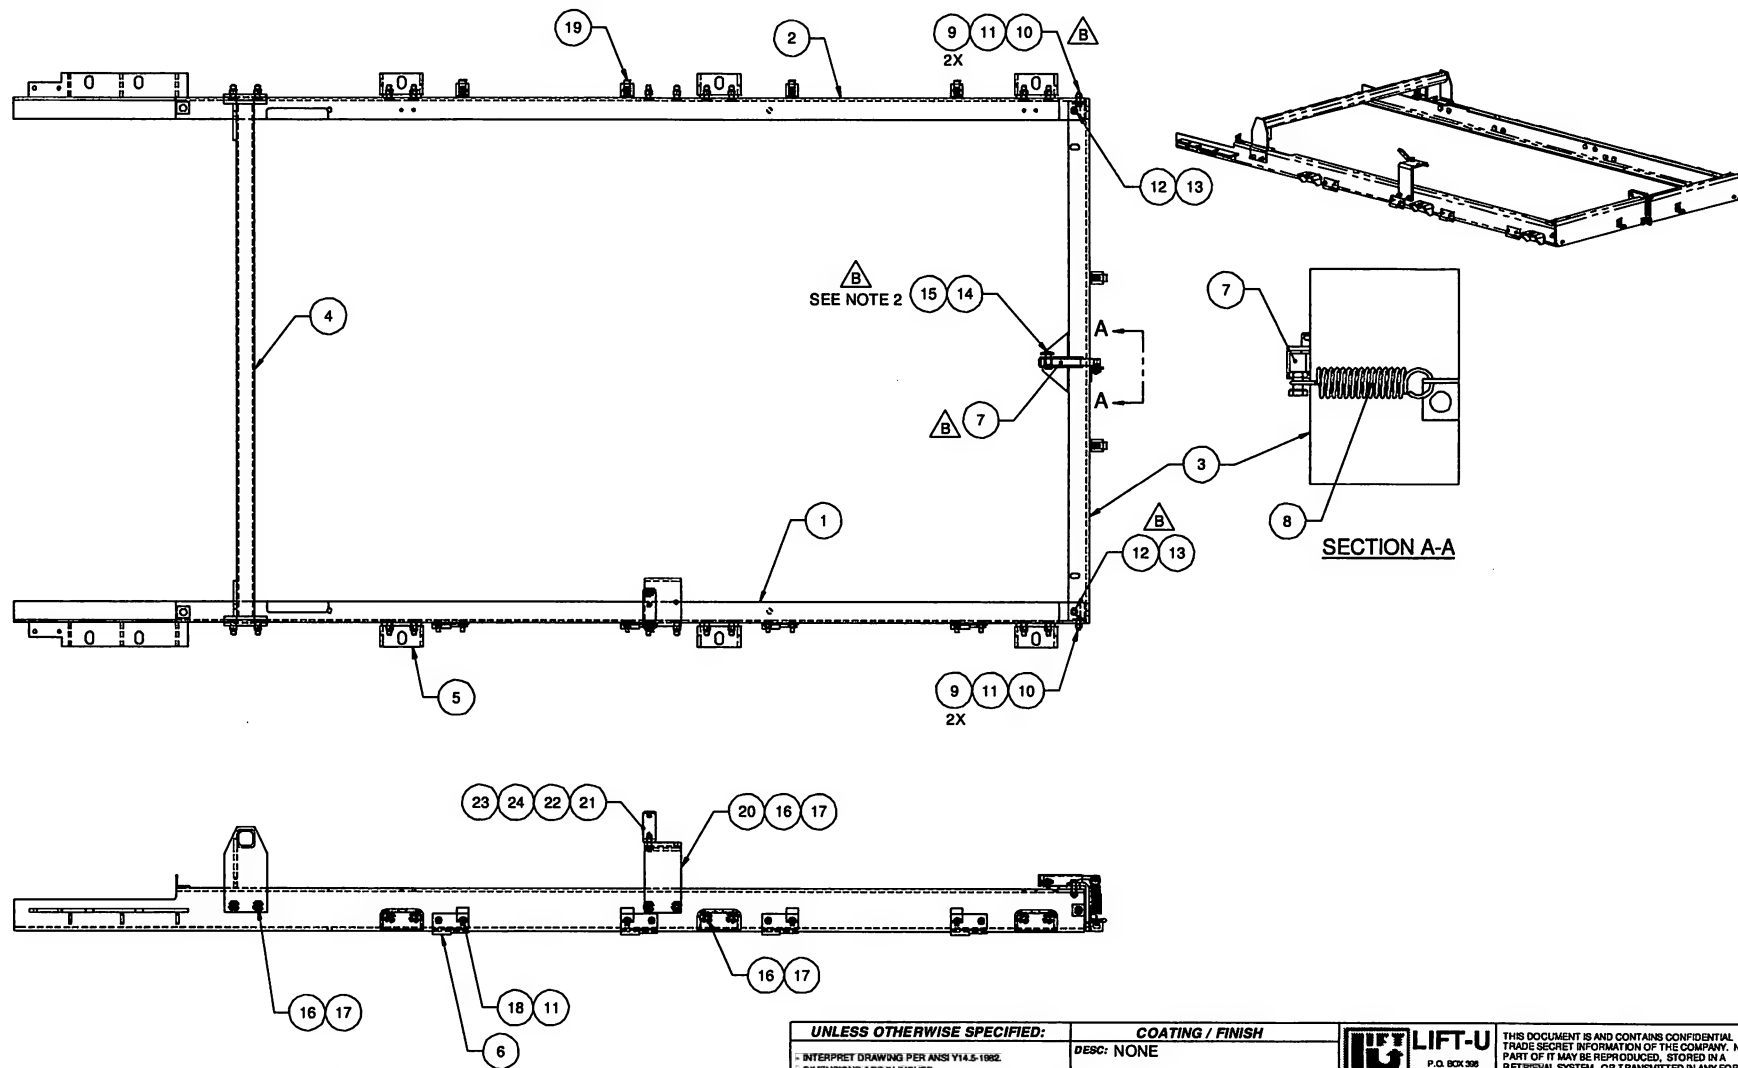 19
2
9 11 10 B
2X
12 13
B
SEE NOTE 2 15 14
A
A
B 7
4
7
3
8
SECTION A-A
1
B
12 13
5
9 11 10
2X
23 24 22 21
20 16 17
16 17
16 17
18 11
6
UNLESS OTHERWISE SPECIFIED:
- INTERPRET DRAWING PER ANSI Y14.5-1982.
COATING / FINISH
DESC: NONE
LIFT-U
P.O. BOX 398
THIS DOCUMENT IS AND CONTAINS CONFIDENTIAL
TRADE SECRET INFORMATION OF THE COMPANY.
PART OF IT MAY BE REPRODUCED, STORED IN A